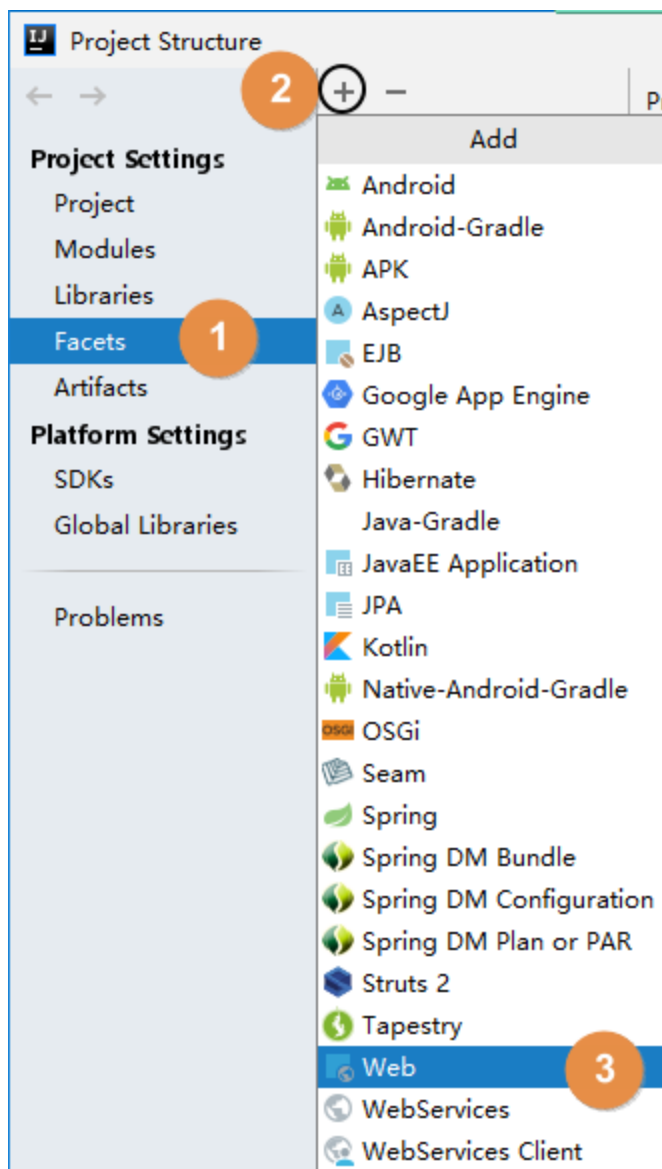 IJ Project Structure
2
P
Project Settings
Project
Modules
Libraries
Facets 1
Artifacts
Platform Settings
SDKs
Global Libraries
Problems
Add
Android
Android-Gradle
APK
A AspectJ
EJB
Google App Engine
GWT
Hibernate
Java-Gradle
EE JavaEE Application
JPA
Kotlin
Native-Android-Gradle
OSGi OSGi
Seam
Spring
Spring DM Bundle
Spring DM Configuration
Spring DM Plan or PAR
Struts 2
Tapestry
Web 3
WebServices
WebServices Client